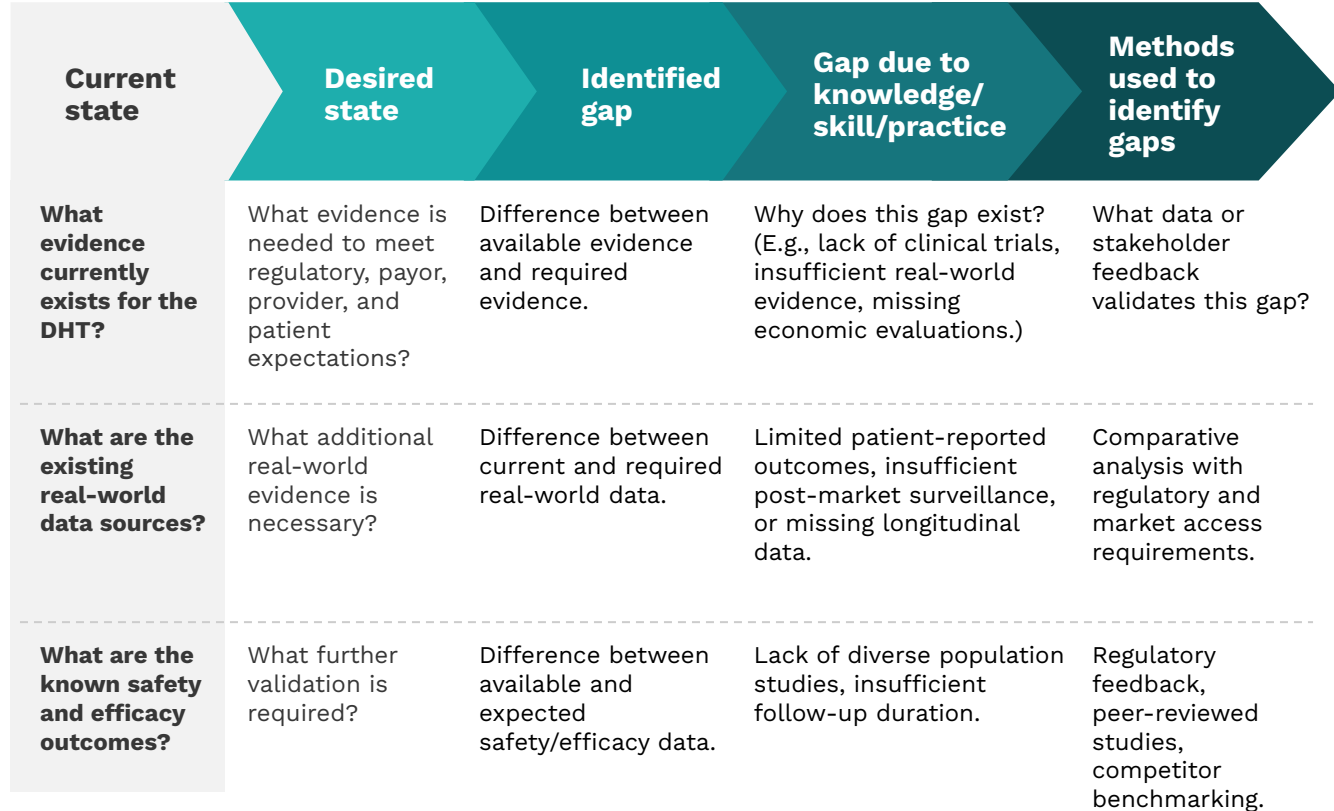 Current
state
Desired
state
Identified
gap
Gap due to
knowledge/
skill/practice
Methods
used to
identify
gaps
What
evidence
currently
exists for the
DHT?
What evidence is
needed to meet
regulatory, payor,
provider, and
patient
expectations?
Difference between
available evidence
and required
evidence.
Why does this gap exist?
(E.g., lack of clinical trials,
insufficient real-world
evidence, missing
economic evaluations.)
What data or
stakeholder
feedback
validates this gap?
What are the
existing
real-world
data sources?
What additional
real-world
evidence is
necessary?
Difference between
current and required
real-world data.
Limited patient-reported
outcomes, insufficient
post-market surveillance,
or missing longitudinal
data.
Comparative
analysis with
regulatory and
market access
requirements.
What are the
known safety
and efficacy
outcomes?
What further
validation is
required?
Difference between
available and
expected
safety/efficacy data.
Lack of diverse population
studies, insufficient
follow-up duration.
Regulatory
feedback,
peer-reviewed
studies,
competitor
benchmarking.